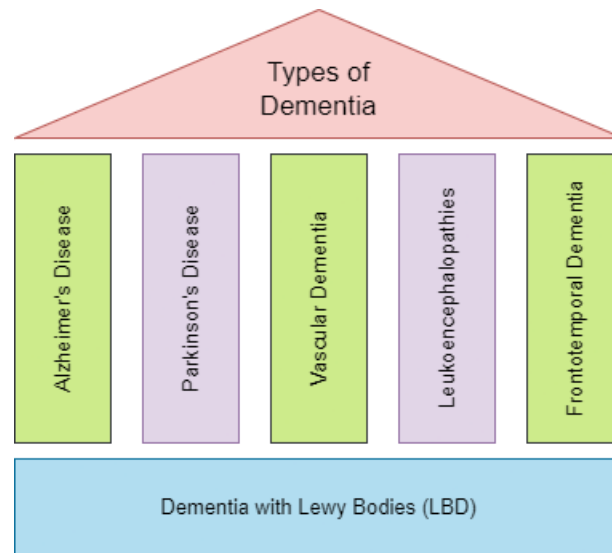 Types of
Dementia
Alzheimer's Disease
Parkinson's Disease
Vascular Dementia
Leukoencephalopathies
Frontotemporal Dementia
Dementia with Lewy Bodies (LBD)